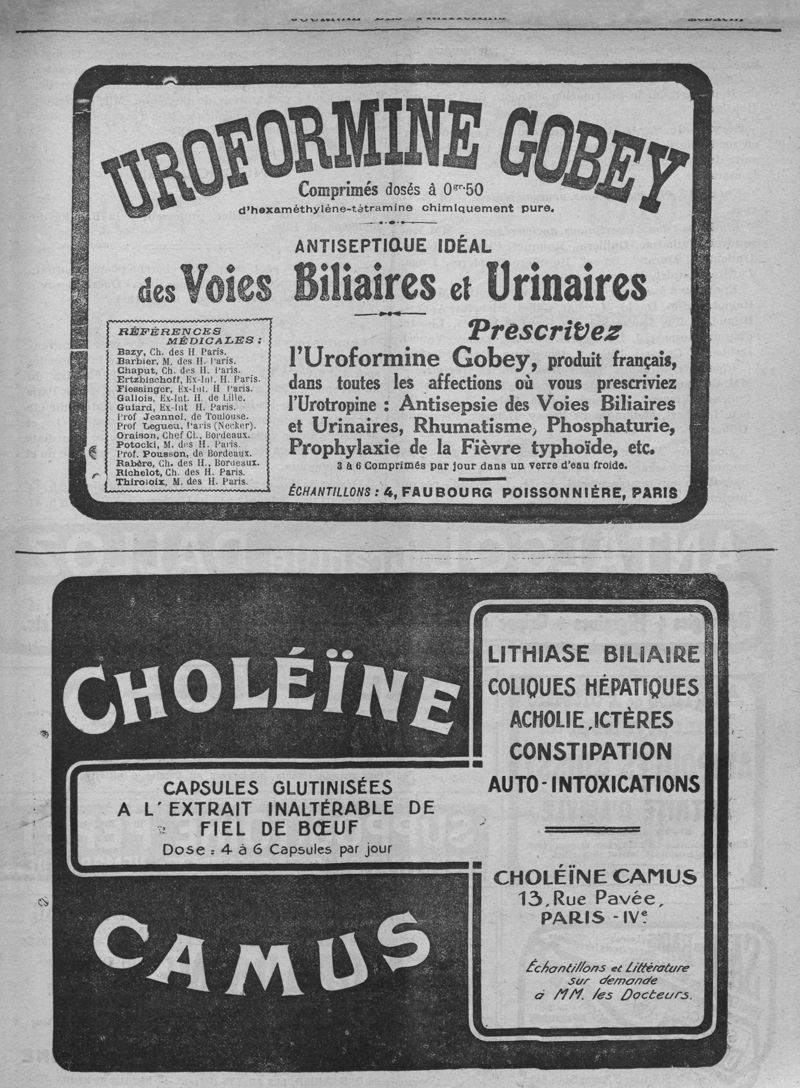 UROFORMINE GOBEY
Comprimés dosés à 0gr.50
d'hexaméthylène-tétramine chimiquement pure.
ANTISEPTIQUE IDÉAL
des Voies Biliaires et Urinaires
RÉFÉRENCES
MÉDICALES :
Bazy, Ch. des H Paris.
Barbier, M. des H. Paris.
Chaput, Ch. des H. Paris.
Ertzbischoff, Ex-Int. H. Paris.
Fiessinger, Ex-Int. H Paris.
Gallois, Ex-Int. H. de Lille.
Guiard, Ex-Int H. Paris.
Prof Jeannel, de Toulouse.
Prof Legueu, Paris (Necker).
Oraison, Chef Cl., Bordeaux.
Potocki, M. des H. Paris.
Prof. Pousson, de Bordeaux.
Rabère, Ch. des H., Bordeaux.
Richelot, Ch. des H. Paris.
Thiroloix, M. des H. Paris.
Prescrivez
l'Uroformine Gobey, produit français,
dans toutes les affections où vous prescriviez
l'Urotropine : Antisepsie des Voies Biliaires
et Urinaires, Rhumatisme, Phosphaturie,
Prophylaxie de la Fièvre typhoïde, etc.
3 à 6 Comprimés par jour dans un verre d'eau froide.
ÉCHANTILLONS : 4, FAUBOURG POISSONNIÈRE, PARIS
CHOLÉÏNE
CAPSULES GLUTINISÉES
A L'EXTRAIT INALTÉRABLE DE
FIEL DE BŒUF
Dose : 4 à 6 Capsules par jour
CAMUS
LITHIASE BILIAIRE
COLIQUES HÉPATIQUES
ACHOLIE, ICTÈRES
CONSTIPATION
AUTO-INTOXICATIONS
CHOLÉÏNE CAMUS
13, Rue Pavée,
PARIS - IVe
Échantillons et Littérature
sur demande
à MM. les Docteurs.